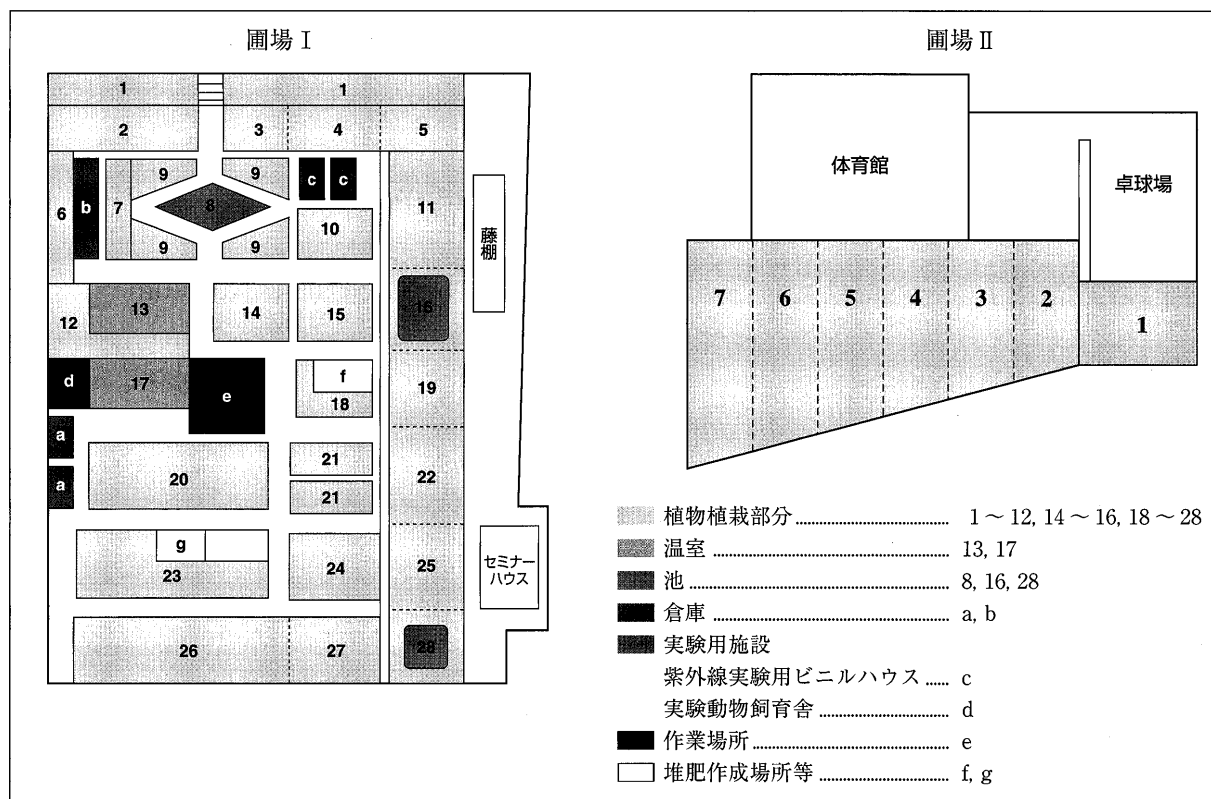 圃場Ⅰ
1 1
2 3 4 5
6 b 7 9 9 c c 11
8
9 9 10
藤棚
12 13 14 15 16
d 17 e f 18 19
a
a 20 21 22
21
g 23 24 25
セミナー
ハウス
26 27 28
圃場Ⅱ
体育館
卓球場
7 6 5 4 3 2 1
植物植栽部分 ........................ 1～12, 14～16, 18～28
温室 ........................ 13, 17
池 ........................ 8, 16, 28
倉庫 ........................ a, b
実験用施設
紫外線実験用ビニルハウス ...... c
実験動物飼育舎 ........................ d
作業場所 ........................ e
堆肥作成場所等 ........................ f, g